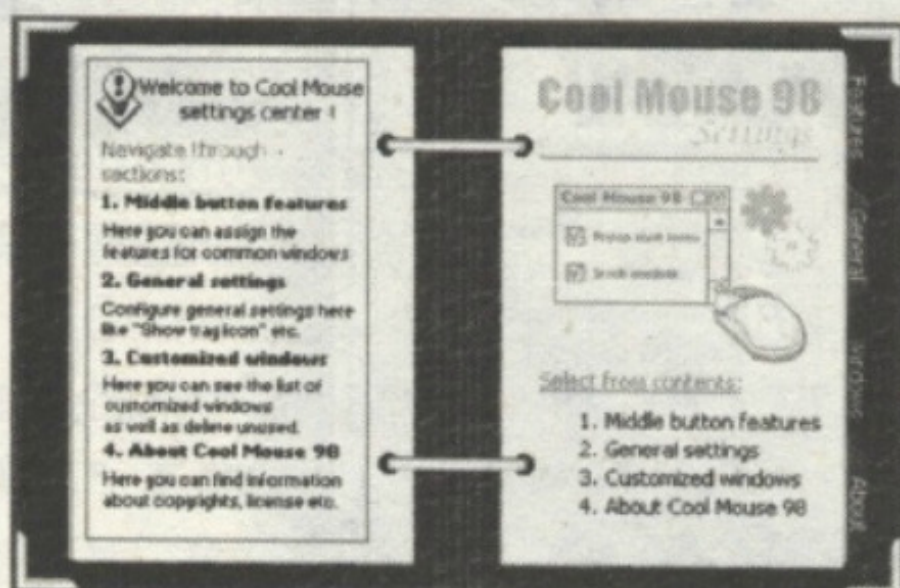 Welcome to Cool Mouse
settings center !
Navigate through
sections:
1. Middle button features
Here you can assign the
features for common windows
2. General settings
Configure general settings here
like "Show tray icon" etc.
3. Customized windows
Here you can see the list of
customized windows
as well as delete unused.
4. About Cool Mouse 98
Here you can find information
about copyrights, license etc.
Cool Mouse 98
Settings
Cool Mouse 98
Select from contents:
1. Middle button features
2. General settings
3. Customized windows
4. About Cool Mouse 98
Features
General
Windows
About